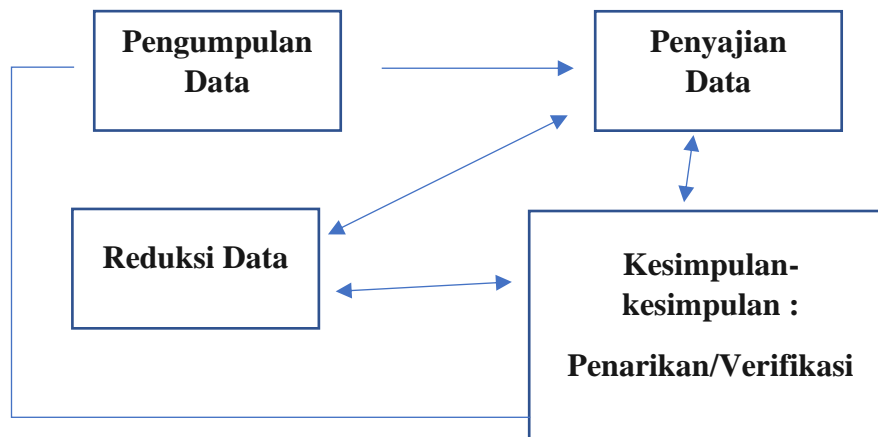 Pengumpulan
Data
Penyajian
Data
Reduksi Data
Kesimpulan-
kesimpulan :
Penarikan/Verifikasi